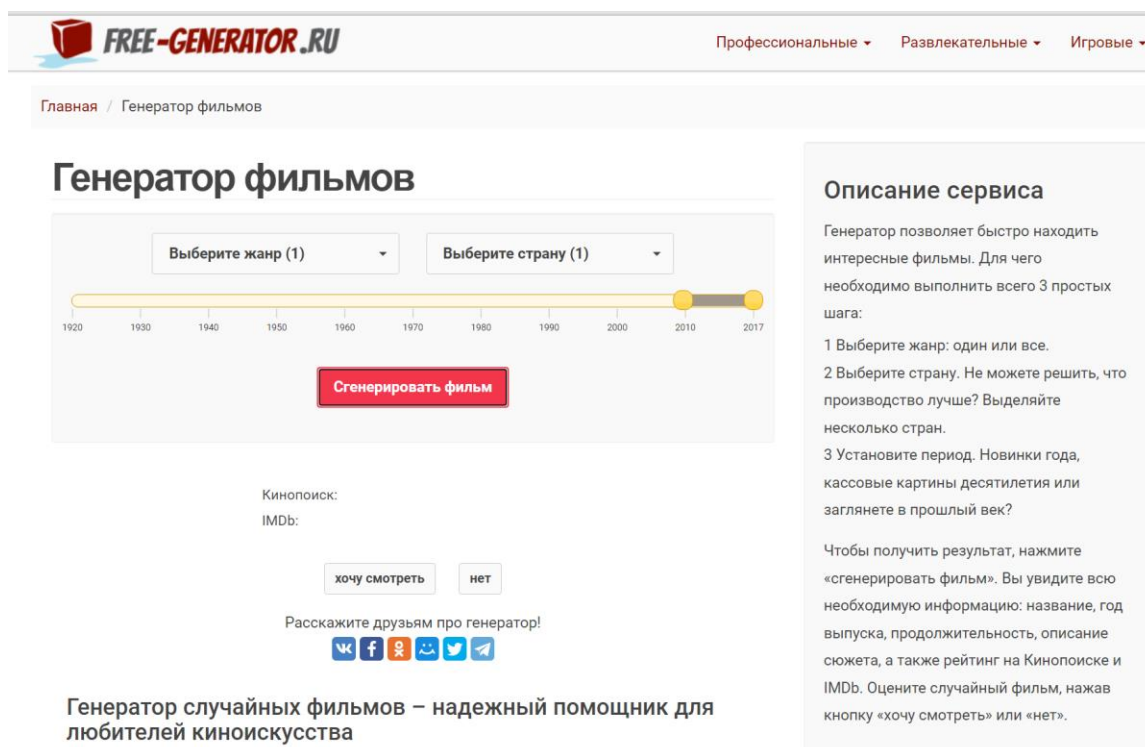 FREE-GENERATOR.RU
Профессиональные
Развлекательные
Игровые
Главная / Генератор фильмов
Генератор фильмов
Выберите жанр (1)
Выберите страну (1)
1920 1930 1940 1950 1960 1970 1980 1990 2000 2010 2017
Сгенерировать фильм
Кинопоиск:
IMDb:
хочу смотреть
нет
Расскажите друзьям про генератор!
Генератор случайных фильмов – надежный помощник для
любителей киноискусства
Описание сервиса
Генератор позволяет быстро находить
интересные фильмы. Для чего
необходимо выполнить всего 3 простых
шага:
1 Выберите жанр: один или все.
2 Выберите страну. Не можете решить, что
производство лучше? Выделяйте
несколько стран.
3 Установите период. Новинки года,
кассовые картины десятилетия или
заглянете в прошлый век?
Чтобы получить результат, нажмите
«сгенерировать фильм». Вы увидите всю
необходимую информацию: название, год
выпуска, продолжительность, описание
сюжета, а также рейтинг на Кинопоиске и
IMDb. Оцените случайный фильм, нажав
кнопку «хочу смотреть» или «нет».